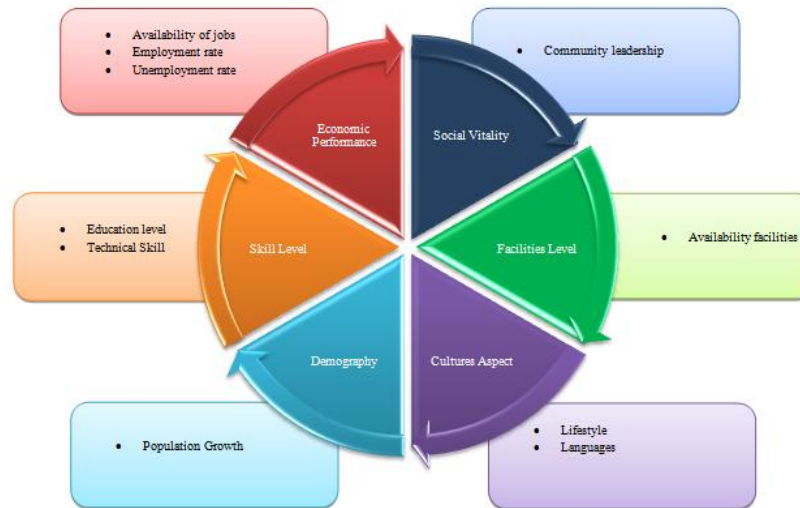 Availability of jobs
Employment rate
Unemployment rate
Community leadership
Economic
Performance
Social Vitality
Education level
Technical Skill
Skill Level
Facilities Level
Availability facilities
Demography
Cultures Aspect
Population Growth
Lifestyle
Languages